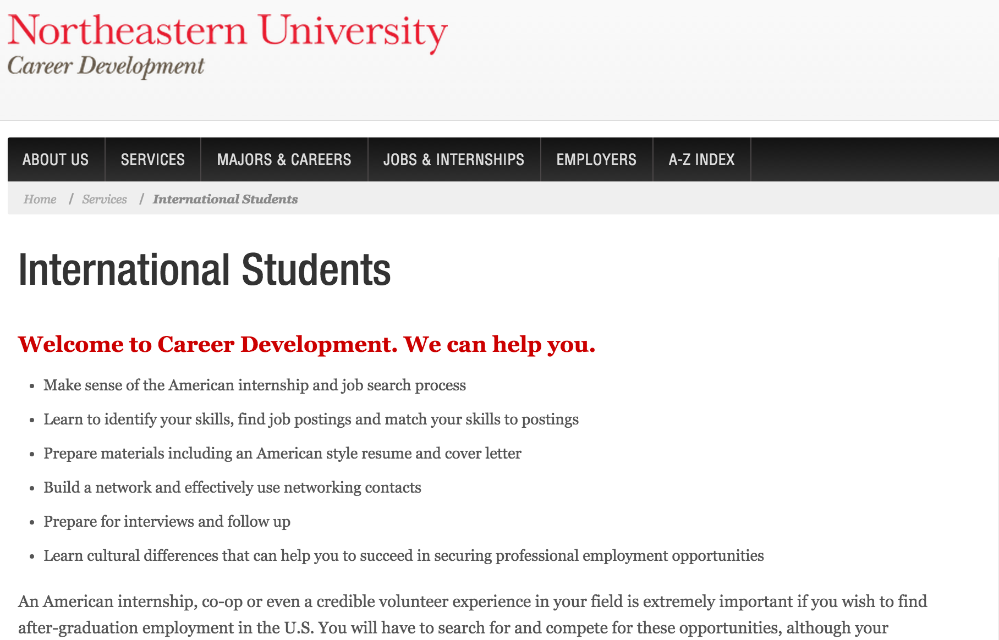 Northeastern University
Career Development
ABOUT US SERVICES MAJORS & CAREERS JOBS & INTERNSHIPS EMPLOYERS A-Z INDEX
Home / Services / International Students
International Students
Welcome to Career Development. We can help you.
• Make sense of the American internship and job search process
• Learn to identify your skills, find job postings and match your skills to postings
• Prepare materials including an American style resume and cover letter
• Build a network and effectively use networking contacts
• Prepare for interviews and follow up
• Learn cultural differences that can help you to succeed in securing professional employment opportunities
An American internship, co-op or even a credible volunteer experience in your field is extremely important if you wish to find
after-graduation employment in the U.S. You will have to search for and compete for these opportunities, although your